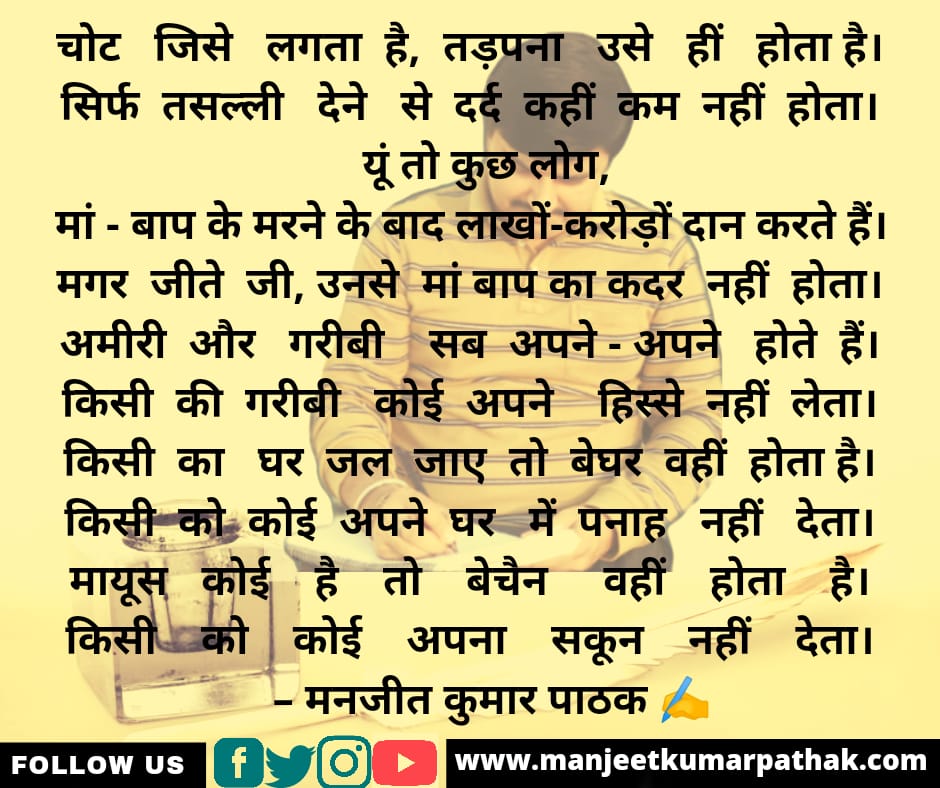 चोट जिसे लगता है, तड़पना उसे हीं होता है।
सिर्फ तसल्ली देने से दर्द कहीं कम नहीं होता।
यूं तो कुछ लोग,
मां - बाप के मरने के बाद लाखों-करोड़ों दान करते हैं।
मगर जीते जी, उनसे मां बाप का कदर नहीं होता।
अमीरी और गरीबी सब अपने - अपने होते हैं।
किसी की गरीबी कोई अपने हिस्से नहीं लेता।
किसी का घर जल जाए तो बेघर वहीं होता है।
किसी को कोई अपने घर में पनाह नहीं देता।
मायूस कोई है तो बेचैन वहीं होता है।
किसी को कोई अपना सकून नहीं देता।
– मनजीत कुमार पाठक ✍️
FOLLOW US www.manjeetkumarpathak.com